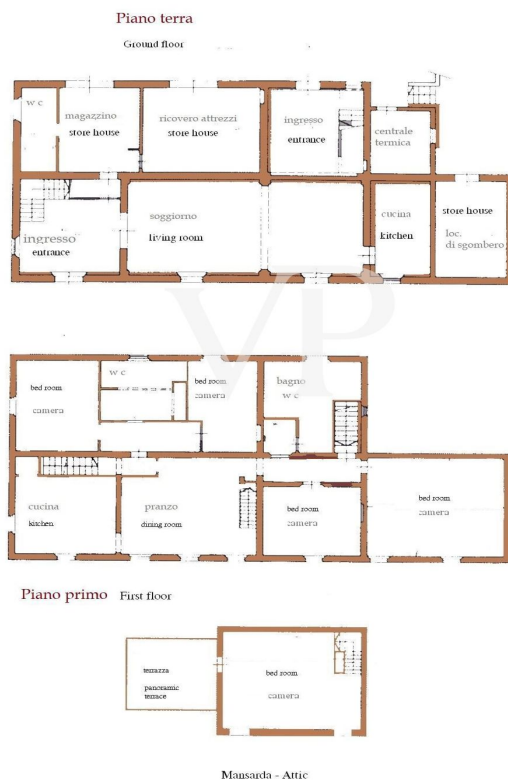 Piano terra
Ground floor
w c
magazzino
store house
ricovero attrezzi
store house
ingresso
entrance
centrale
termica
ingresso
entrance
soggiorno
living room
cucina
kitchen
store house
loc.
di sgombero
VP
bed room
camera
w c
bed room
camera
bagno
w c
cucina
kitchen
pranzo
dining room
bed room
camera
bed room
camera
Piano primo First floor
terrazza
panoramic
terrace
bed room
camera
Mansarda - Attic